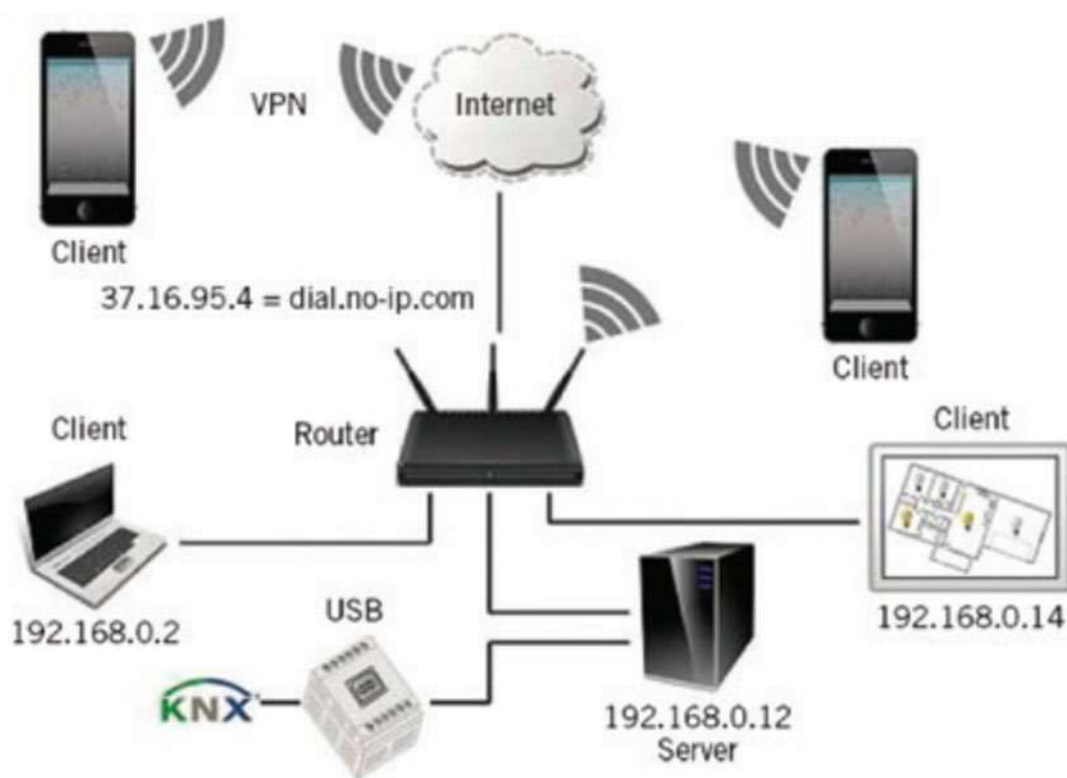 VPN
Internet
Client
37.16.95.4 = dial.no-ip.com
Client
Client
Router
Client
USB
192.168.0.2
192.168.0.14
KNX
192.168.0.12
Server